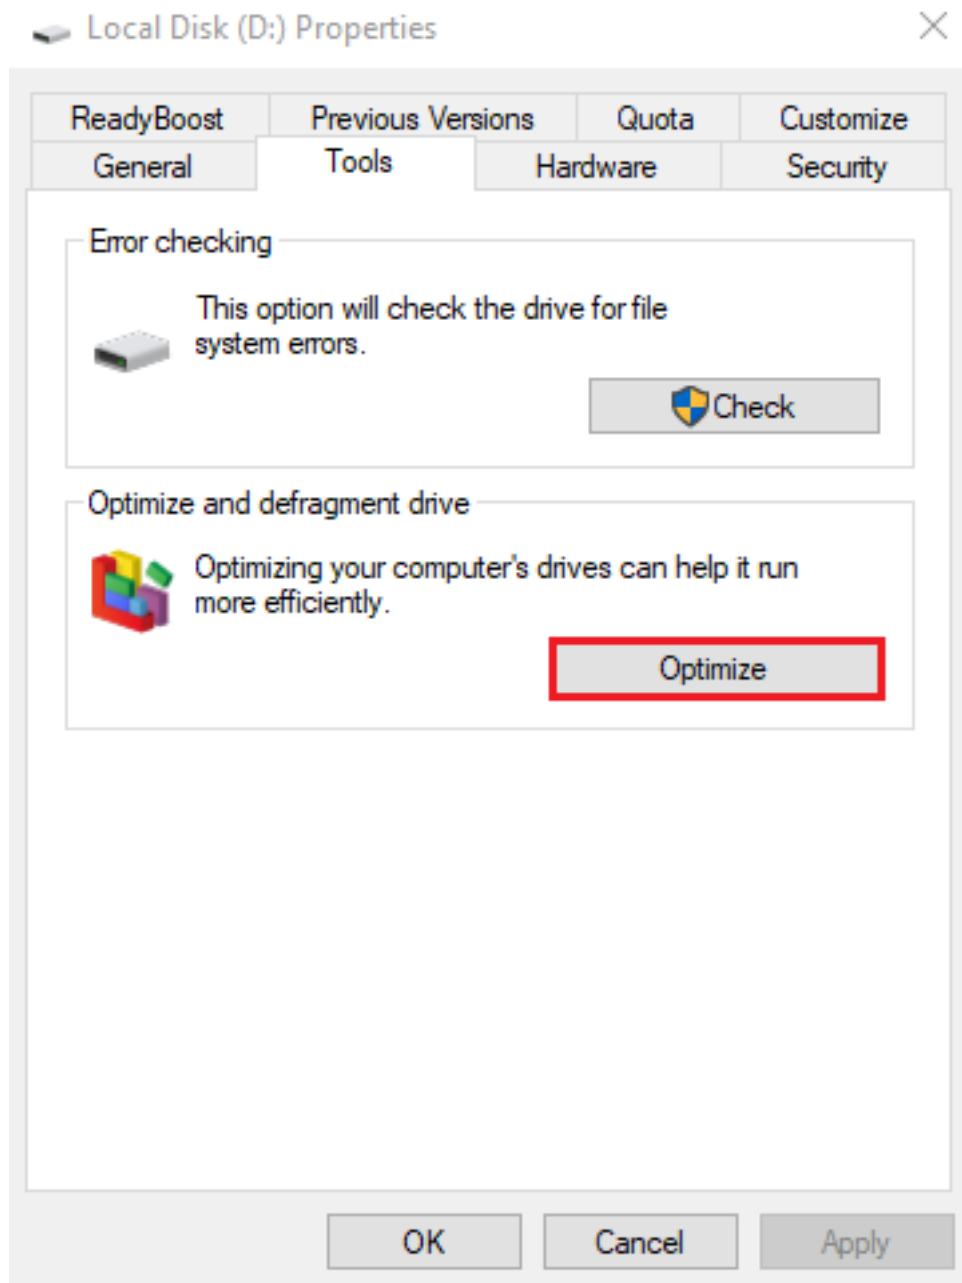 Local Disk (D:) Properties
ReadyBoost Previous Versions Quota Customize
General Tools Hardware Security
Error checking
This option will check the drive for file
system errors.
Check
Optimize and defragment drive
Optimizing your computer's drives can help it run
more efficiently.
Optimize
OK Cancel Apply